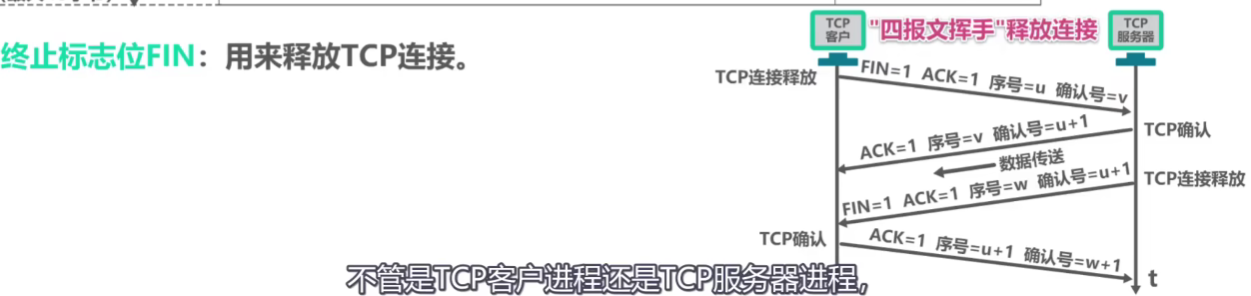 TCP
客户
"四报文挥手"释放连接
TCP
服务器
终止标志位FIN：用来释放TCP连接。
TCP连接释放
FIN=1 ACK=1 序号=u 确认号=v
TCP确认
ACK=1 序号=v 确认号=u+1
数据传送
TCP连接释放
FIN=1 ACK=1 序号=w 确认号=u+1
TCP确认
ACK=1 序号=u+1 确认号=w+1
t
不管是TCP客户进程还是TCP服务器进程，